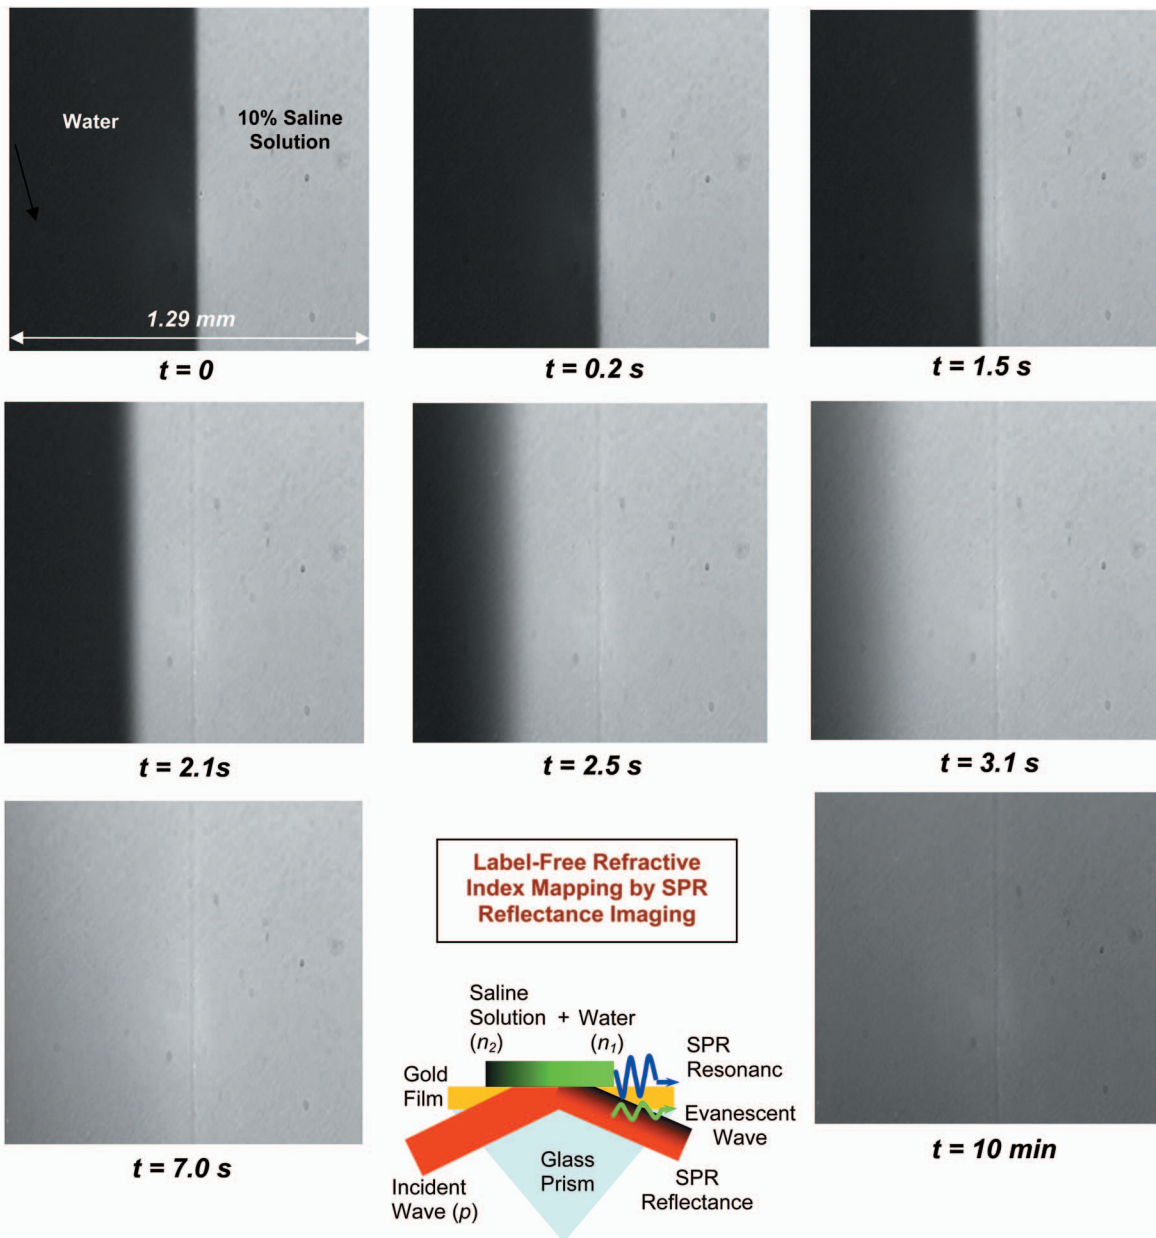 Water
10% Saline
Solution
1.29 mm
t = 0
t = 0.2 s
t = 1.5 s
t = 2.1s
t = 2.5 s
t = 3.1 s
t = 7.0 s
Label-Free Refractive
Index Mapping by SPR
Reflectance Imaging
Saline
Solution + Water
(n2) (n1)
SPR
Resonanc
Gold
Film
Evanescent
Wave
Glass
Prism
Incident
Wave (p)
SPR
Reflectance
t = 10 min